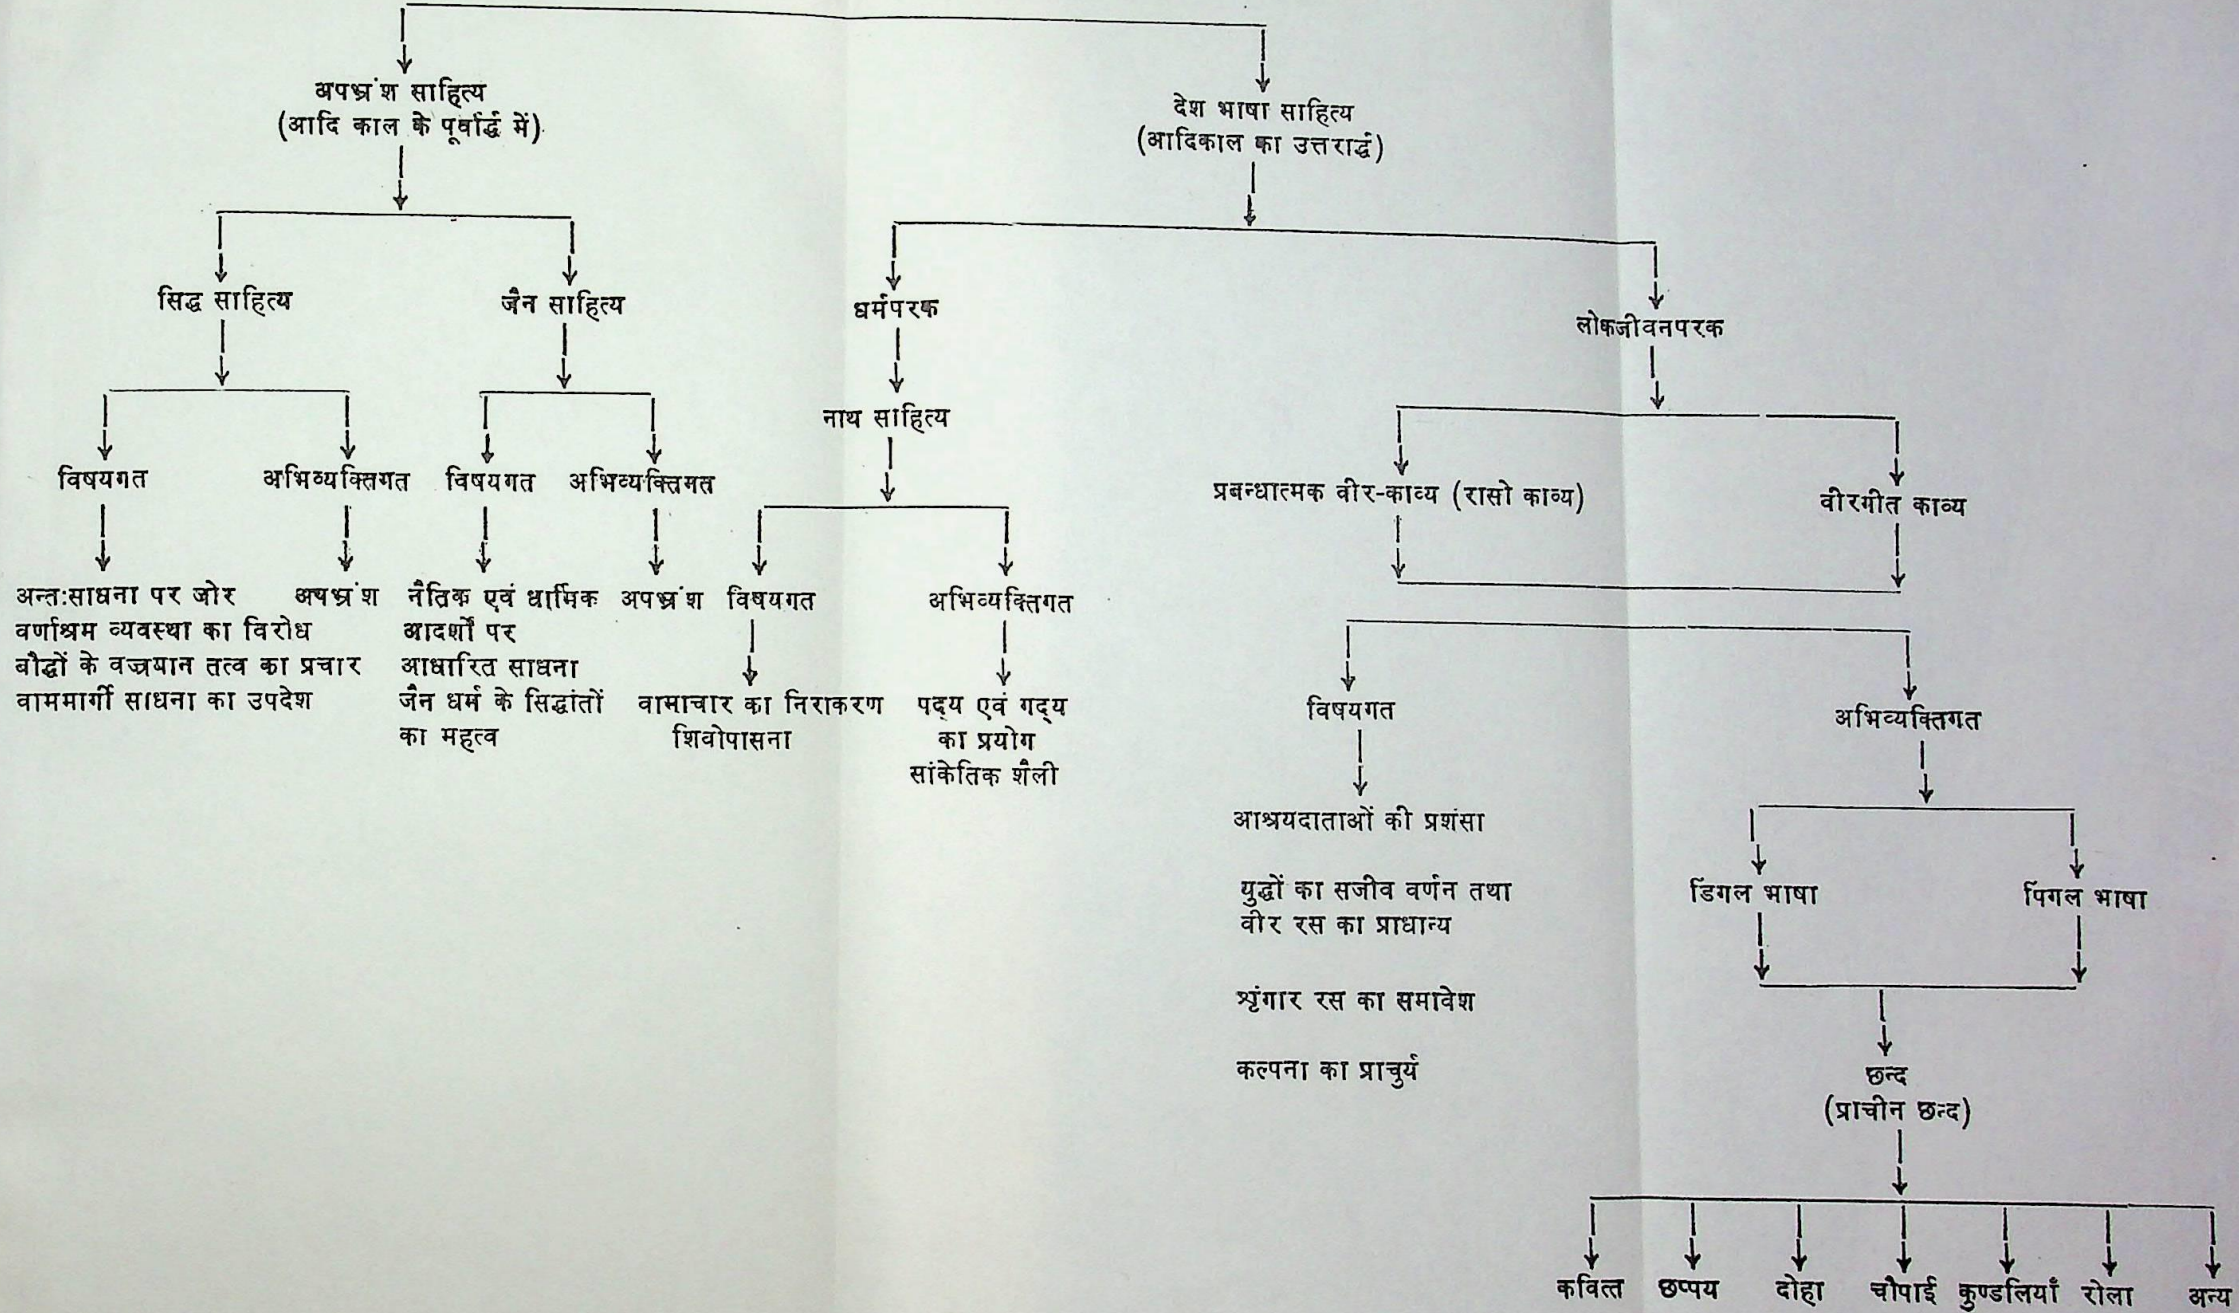 अपभ्रंश साहित्य
(आदि काल के पूर्वार्द्ध में)
देश भाषा साहित्य
(आदिकाल का उत्तरार्द्ध)
सिद्ध साहित्य
जैन साहित्य
धर्मपरक
लोकजीवनपरक
नाथ साहित्य
विषयगत
अभिव्यक्तिगत
विषयगत
अभिव्यक्तिगत
प्रबन्धात्मक वीर-काव्य (रासो काव्य)
वीरगीत काव्य
अन्तःसाधना पर जोर
वर्णाश्रम व्यवस्था का विरोध
बौद्धों के वज्रयान तत्व का प्रचार
वाममार्गी साधना का उपदेश
अपभ्रंश
नैतिक एवं धार्मिक
आदर्शों पर
आधारित साधना
जैन धर्म के सिद्धांतों
का महत्व
अपभ्रंश
विषयगत
अभिव्यक्तिगत
वामाचार का निराकरण
शिवोपासना
पद्य एवं गद्य
का प्रयोग
सांकेतिक शैली
विषयगत
अभिव्यक्तिगत
आश्रयदाताओं की प्रशंसा
युद्धों का सजीव वर्णन तथा
वीर रस का प्राधान्य
श्रृंगार रस का समावेश
कल्पना का प्राचुर्य
डिंगल भाषा
पिंगल भाषा
छन्द
(प्राचीन छन्द)
कवित्त
छप्पय
दोहा
चौपाई
कुण्डलियाँ
रोला
अन्य